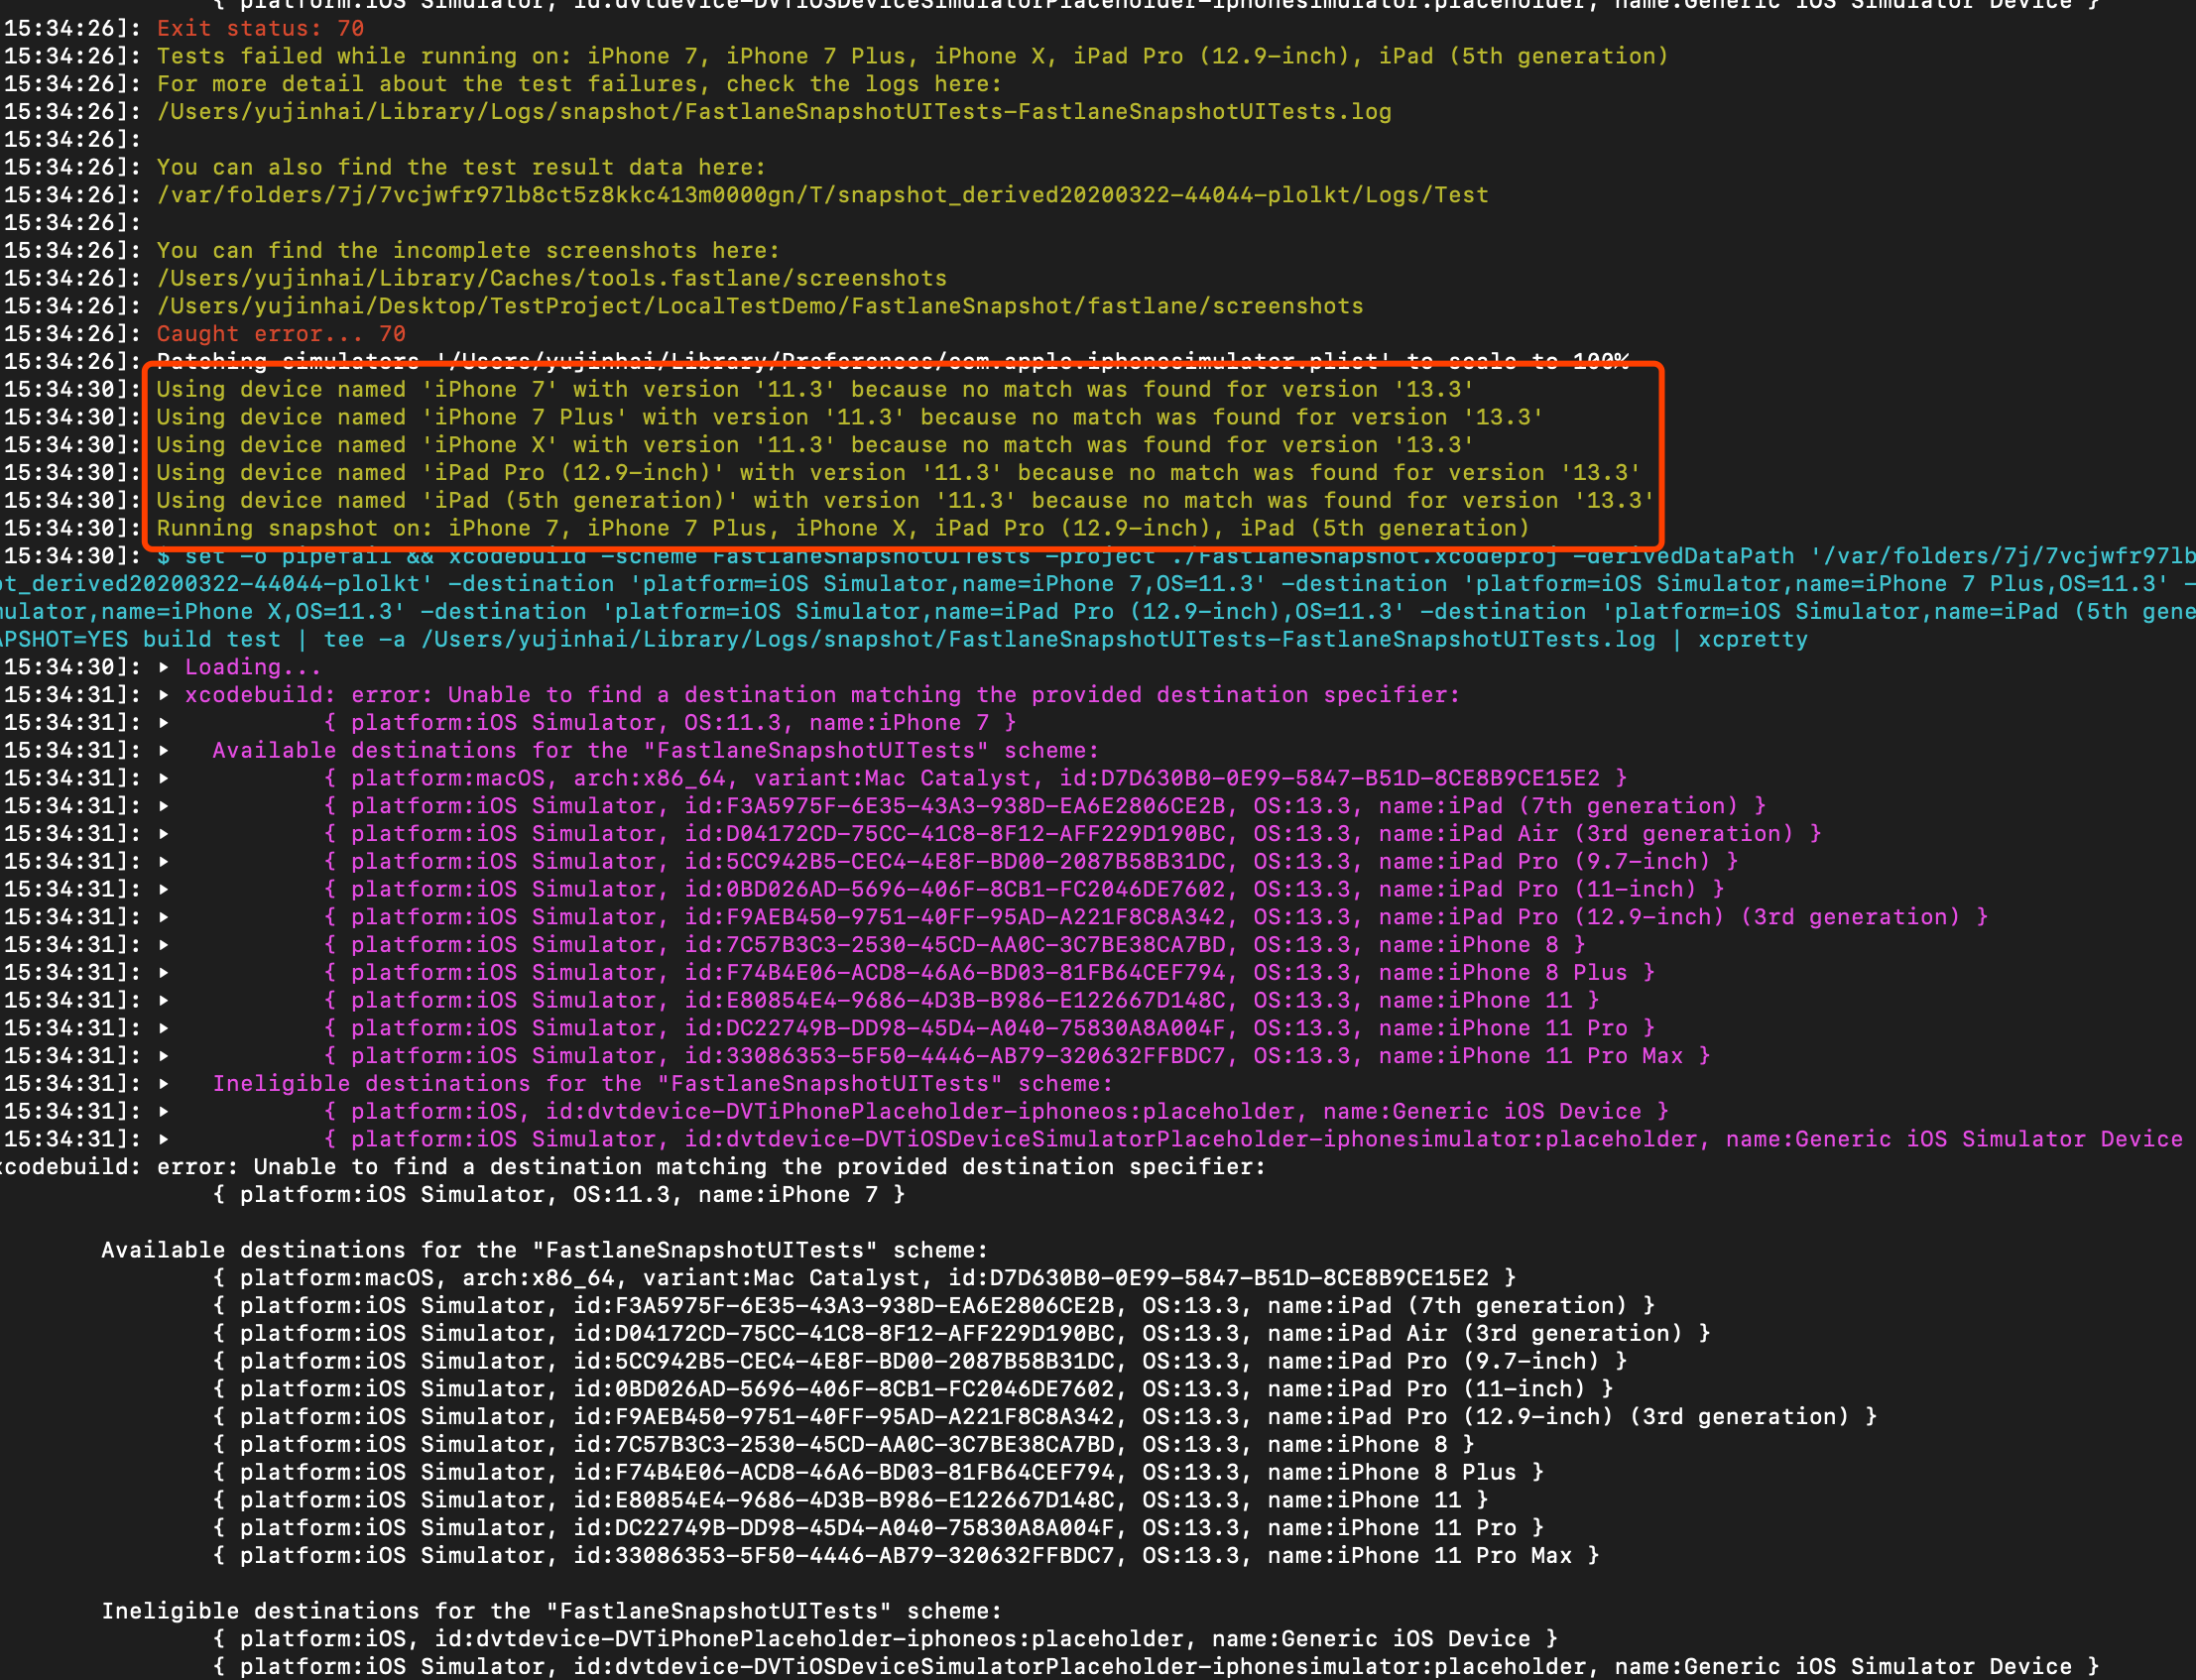 { platform:iOS Simulator, id:dvtdevice-DVTiOSDeviceSimulatorPlaceholder-iphonesimulator:placeholder, name:Generic iOS Simulator Device }
15:34:26]: Exit status: 70
15:34:26]: Tests failed while running on: iPhone 7, iPhone 7 Plus, iPhone X, iPad Pro (12.9-inch), iPad (5th generation)
15:34:26]: For more detail about the test failures, check the logs here:
15:34:26]: /Users/yujinhai/Library/Logs/snapshot/FastlaneSnapshotUITests-FastlaneSnapshotUITests.log
15:34:26]:
15:34:26]: You can also find the test result data here:
15:34:26]: /var/folders/7j/7vcjwfr97lb8ct5z8kkc413m0000gn/T/snapshot_derived20200322-44044-plolkt/Logs/Test
15:34:26]:
15:34:26]: You can find the incomplete screenshots here:
15:34:26]: /Users/yujinhai/Library/Caches/tools.fastlane/screenshots
15:34:26]: /Users/yujinhai/Desktop/TestProject/LocalTestDemo/FastlaneSnapshot/fastlane/screenshots
15:34:26]: Caught error... 70
15:34:26]: Patching simulators '/Users/yujinhai/Library/Preferences/com.apple.iphonesimulator.plist' to scale to 100%
15:34:30]: Using device named 'iPhone 7' with version '11.3' because no match was found for version '13.3'
15:34:30]: Using device named 'iPhone 7 Plus' with version '11.3' because no match was found for version '13.3'
15:34:30]: Using device named 'iPhone X' with version '11.3' because no match was found for version '13.3'
15:34:30]: Using device named 'iPad Pro (12.9-inch)' with version '11.3' because no match was found for version '13.3'
15:34:30]: Using device named 'iPad (5th generation)' with version '11.3' because no match was found for version '13.3'
15:34:30]: Running snapshot on: iPhone 7, iPhone 7 Plus, iPhone X, iPad Pro (12.9-inch), iPad (5th generation)
15:34:30]: $ set -o pipefail && xcodebuild -scheme FastlaneSnapshotUITests -project ./FastlaneSnapshot.xcodeproj -derivedDataPath '/var/folders/7j/7vcjwfr97lb
ot_derived20200322-44044-plolkt' -destination 'platform=iOS Simulator,name=iPhone 7,OS=11.3' -destination 'platform=iOS Simulator,name=iPhone 7 Plus,OS=11.3' -
mulator,name=iPhone X,OS=11.3' -destination 'platform=iOS Simulator,name=iPad Pro (12.9-inch),OS=11.3' -destination 'platform=iOS Simulator,name=iPad (5th gene
APSHOT=YES build test | tee -a /Users/yujinhai/Library/Logs/snapshot/FastlaneSnapshotUITests-FastlaneSnapshotUITests.log | xcpretty
15:34:30]: ▸ Loading...
15:34:31]: ▸ xcodebuild: error: Unable to find a destination matching the provided destination specifier:
15:34:31]: ▸ { platform:iOS Simulator, OS:11.3, name:iPhone 7 }
15:34:31]: ▸ Available destinations for the "FastlaneSnapshotUITests" scheme:
15:34:31]: ▸ { platform:macOS, arch:x86_64, variant:Mac Catalyst, id:D7D630B0-0E99-5847-B51D-8CE8B9CE15E2 }
15:34:31]: ▸ { platform:iOS Simulator, id:F3A5975F-6E35-43A3-938D-EA6E2806CE2B, OS:13.3, name:iPad (7th generation) }
15:34:31]: ▸ { platform:iOS Simulator, id:D04172CD-75CC-41C8-8F12-AFF229D190BC, OS:13.3, name:iPad Air (3rd generation) }
15:34:31]: ▸ { platform:iOS Simulator, id:5CC942B5-CEC4-4E8F-BD00-2087B58B31DC, OS:13.3, name:iPad Pro (9.7-inch) }
15:34:31]: ▸ { platform:iOS Simulator, id:0BD026AD-5696-406F-8CB1-FC2046DE7602, OS:13.3, name:iPad Pro (11-inch) }
15:34:31]: ▸ { platform:iOS Simulator, id:F9AEB450-9751-40FF-95AD-A221F8C8A342, OS:13.3, name:iPad Pro (12.9-inch) (3rd generation) }
15:34:31]: ▸ { platform:iOS Simulator, id:7C57B3C3-2530-45CD-AA0C-3C7BE38CA7BD, OS:13.3, name:iPhone 8 }
15:34:31]: ▸ { platform:iOS Simulator, id:F74B4E06-ACD8-46A6-BD03-81FB64CEF794, OS:13.3, name:iPhone 8 Plus }
15:34:31]: ▸ { platform:iOS Simulator, id:E80854E4-9686-4D3B-B986-E122667D148C, OS:13.3, name:iPhone 11 }
15:34:31]: ▸ { platform:iOS Simulator, id:DC22749B-DD98-45D4-A040-75830A8A004F, OS:13.3, name:iPhone 11 Pro }
15:34:31]: ▸ { platform:iOS Simulator, id:33086353-5F50-4446-AB79-320632FFBDC7, OS:13.3, name:iPhone 11 Pro Max }
15:34:31]: ▸ Ineligible destinations for the "FastlaneSnapshotUITests" scheme:
15:34:31]: ▸ { platform:iOS, id:dvtdevice-DVTiPhonePlaceholder-iphoneos:placeholder, name:Generic iOS Device }
15:34:31]: ▸ { platform:iOS Simulator, id:dvtdevice-DVTiOSDeviceSimulatorPlaceholder-iphonesimulator:placeholder, name:Generic iOS Simulator Device
xcodebuild: error: Unable to find a destination matching the provided destination specifier:
{ platform:iOS Simulator, OS:11.3, name:iPhone 7 }
Available destinations for the "FastlaneSnapshotUITests" scheme:
{ platform:macOS, arch:x86_64, variant:Mac Catalyst, id:D7D630B0-0E99-5847-B51D-8CE8B9CE15E2 }
{ platform:iOS Simulator, id:F3A5975F-6E35-43A3-938D-EA6E2806CE2B, OS:13.3, name:iPad (7th generation) }
{ platform:iOS Simulator, id:D04172CD-75CC-41C8-8F12-AFF229D190BC, OS:13.3, name:iPad Air (3rd generation) }
{ platform:iOS Simulator, id:5CC942B5-CEC4-4E8F-BD00-2087B58B31DC, OS:13.3, name:iPad Pro (9.7-inch) }
{ platform:iOS Simulator, id:0BD026AD-5696-406F-8CB1-FC2046DE7602, OS:13.3, name:iPad Pro (11-inch) }
{ platform:iOS Simulator, id:F9AEB450-9751-40FF-95AD-A221F8C8A342, OS:13.3, name:iPad Pro (12.9-inch) (3rd generation) }
{ platform:iOS Simulator, id:7C57B3C3-2530-45CD-AA0C-3C7BE38CA7BD, OS:13.3, name:iPhone 8 }
{ platform:iOS Simulator, id:F74B4E06-ACD8-46A6-BD03-81FB64CEF794, OS:13.3, name:iPhone 8 Plus }
{ platform:iOS Simulator, id:E80854E4-9686-4D3B-B986-E122667D148C, OS:13.3, name:iPhone 11 }
{ platform:iOS Simulator, id:DC22749B-DD98-45D4-A040-75830A8A004F, OS:13.3, name:iPhone 11 Pro }
{ platform:iOS Simulator, id:33086353-5F50-4446-AB79-320632FFBDC7, OS:13.3, name:iPhone 11 Pro Max }
Ineligible destinations for the "FastlaneSnapshotUITests" scheme:
{ platform:iOS, id:dvtdevice-DVTiPhonePlaceholder-iphoneos:placeholder, name:Generic iOS Device }
{ platform:iOS Simulator, id:dvtdevice-DVTiOSDeviceSimulatorPlaceholder-iphonesimulator:placeholder, name:Generic iOS Simulator Device }